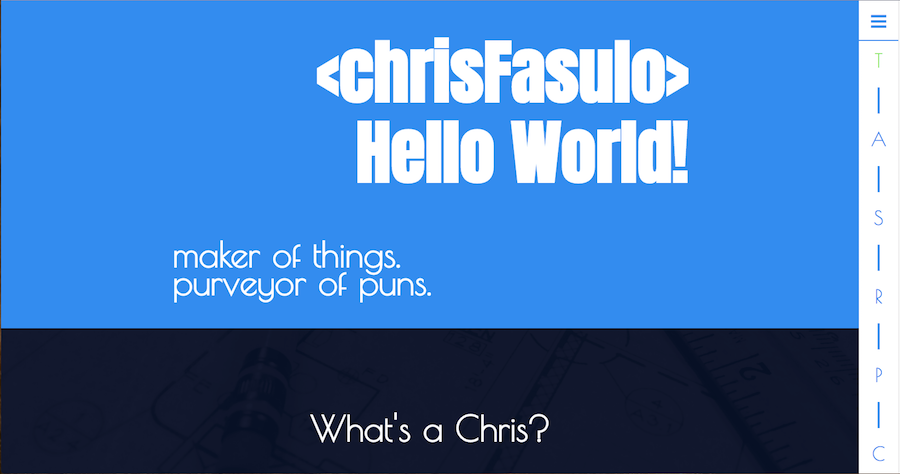 <chrisFasulo>
Hello World!
maker of things.
purveyor of puns.
What's a Chris?
T
A
S
R
P
C